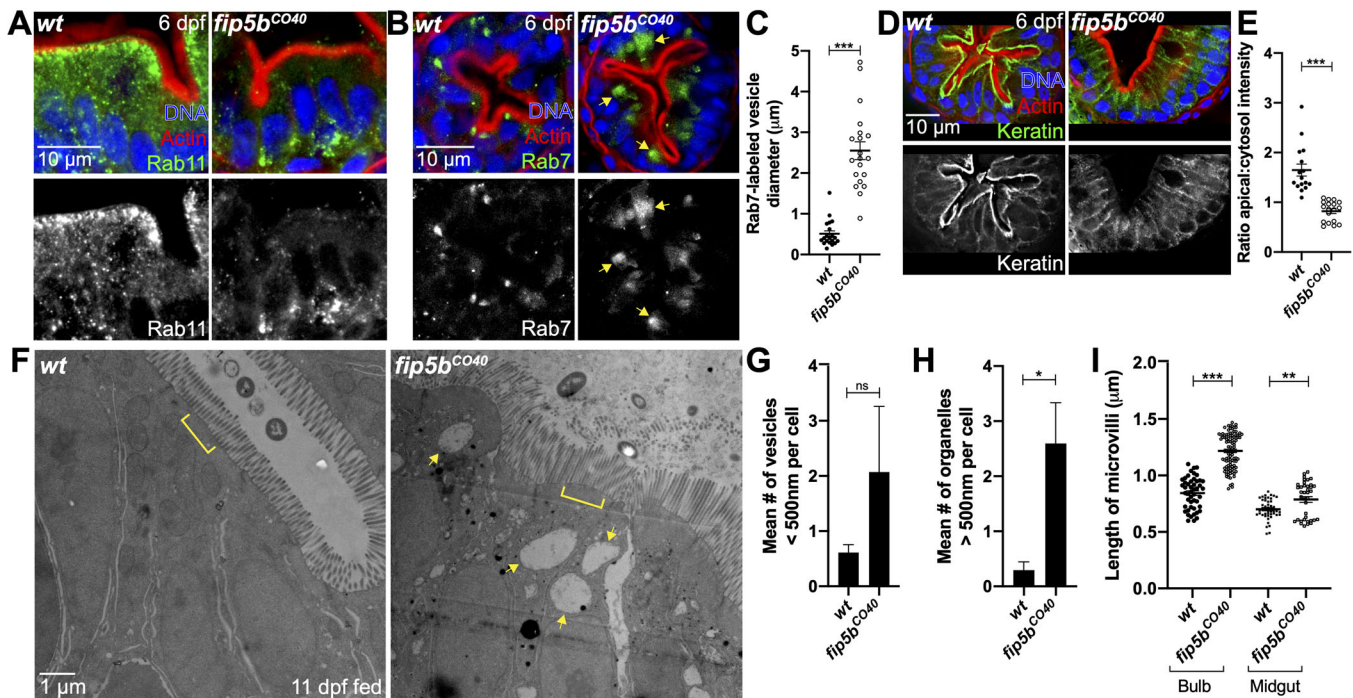 A
wt
6 dpf
fip5b^CO40
DNA
Actin
10 µm
Rab11
10 µm
Rab11
B
wt
6 dpf
fip5b^CO40
DNA
Actin
10 µm
Rab7
Rab7
C
Rab7-labeled vesicle
diameter (µm)
***
5
4
3
2
1
0
wt
fip5b^CO40
D
wt
6 dpf
fip5b^CO40
DNA
Actin
10 µm
Keratin
Keratin
E
Ratio apical:cytosol intensity
***
4
3
2
1
0
wt
fip5b^CO40
F
wt
1 µm
11 dpf fed
fip5b^CO40
G
Mean # of vesicles
< 500nm per cell
ns
4
3
2
1
0
wt
fip5b^CO40
H
Mean # of organelles
> 500nm per cell
*
4
3
2
1
0
wt
fip5b^CO40
I
Length of microvilli (µm)
***
**
2.0
1.5
1.0
0.5
0
wt
fip5b^CO40
wt
fip5b^CO40
Bulb
Midgut